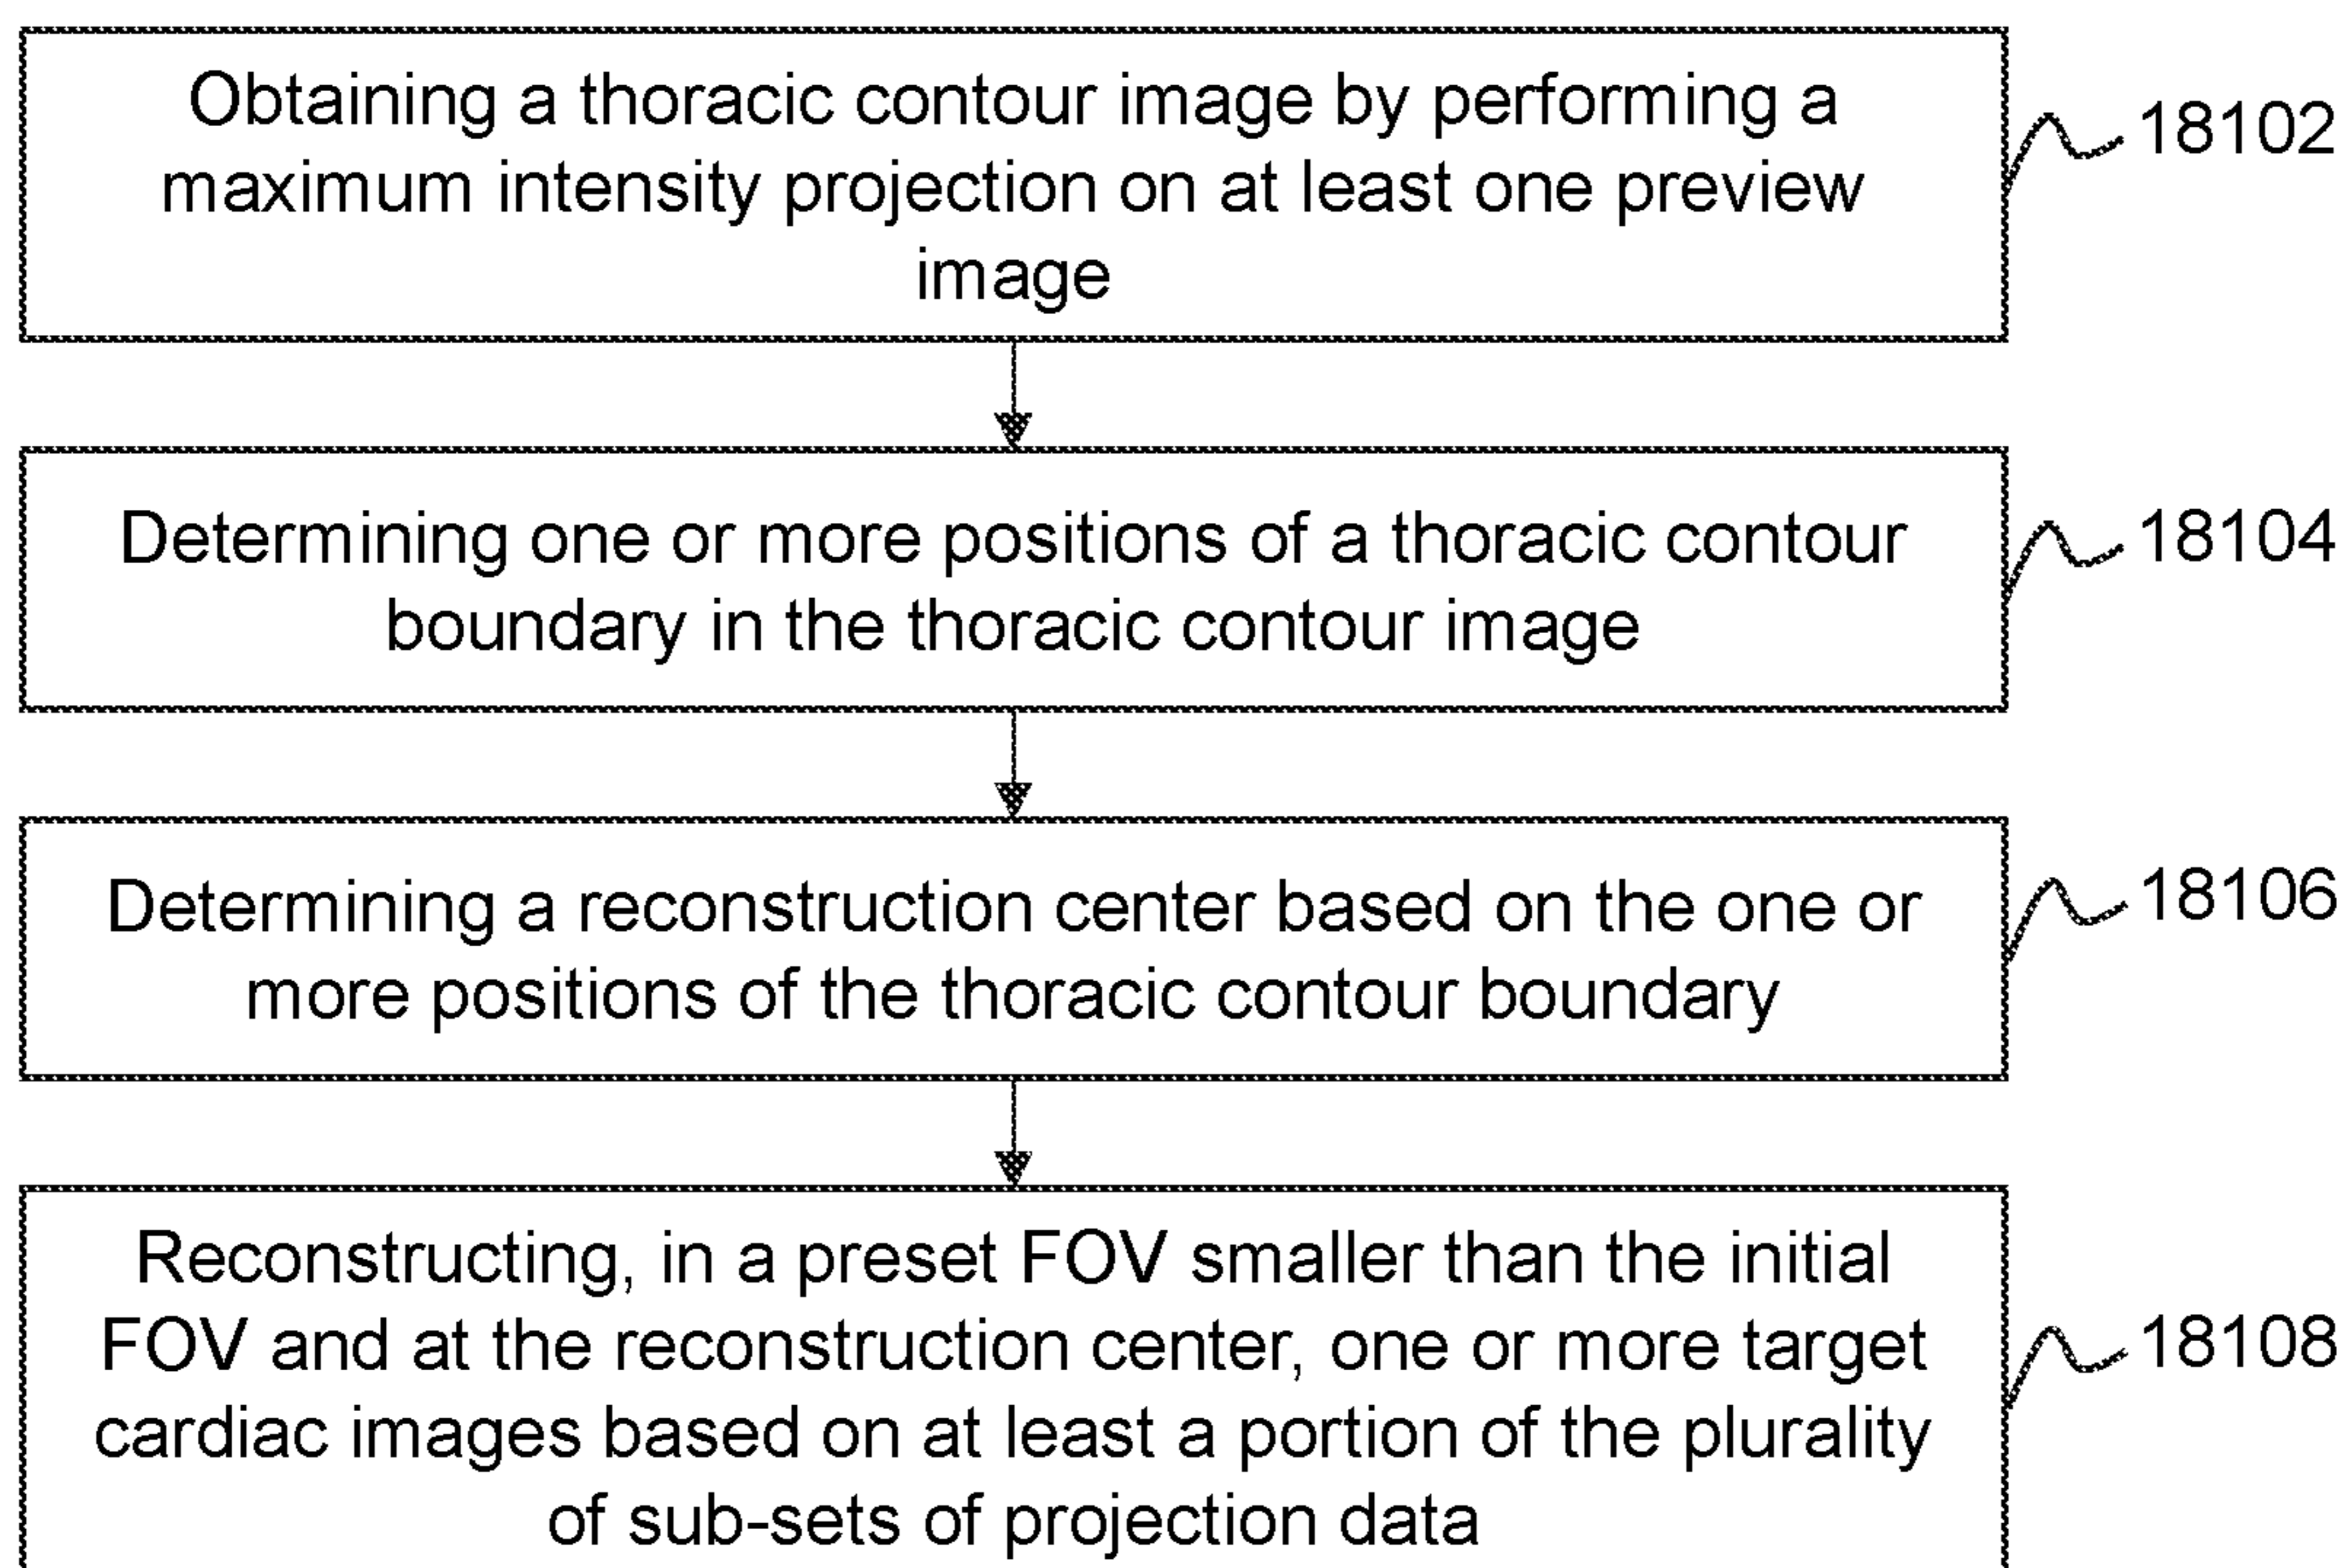 Obtaining a thoracic contour image by performing a
maximum intensity projection on at least one preview
image
18102
Determining one or more positions of a thoracic contour
boundary in the thoracic contour image
18104
Determining a reconstruction center based on the one or
more positions of the thoracic contour boundary
18106
Reconstructing, in a preset FOV smaller than the initial
FOV and at the reconstruction center, one or more target
cardiac images based on at least a portion of the plurality
of sub-sets of projection data
18108